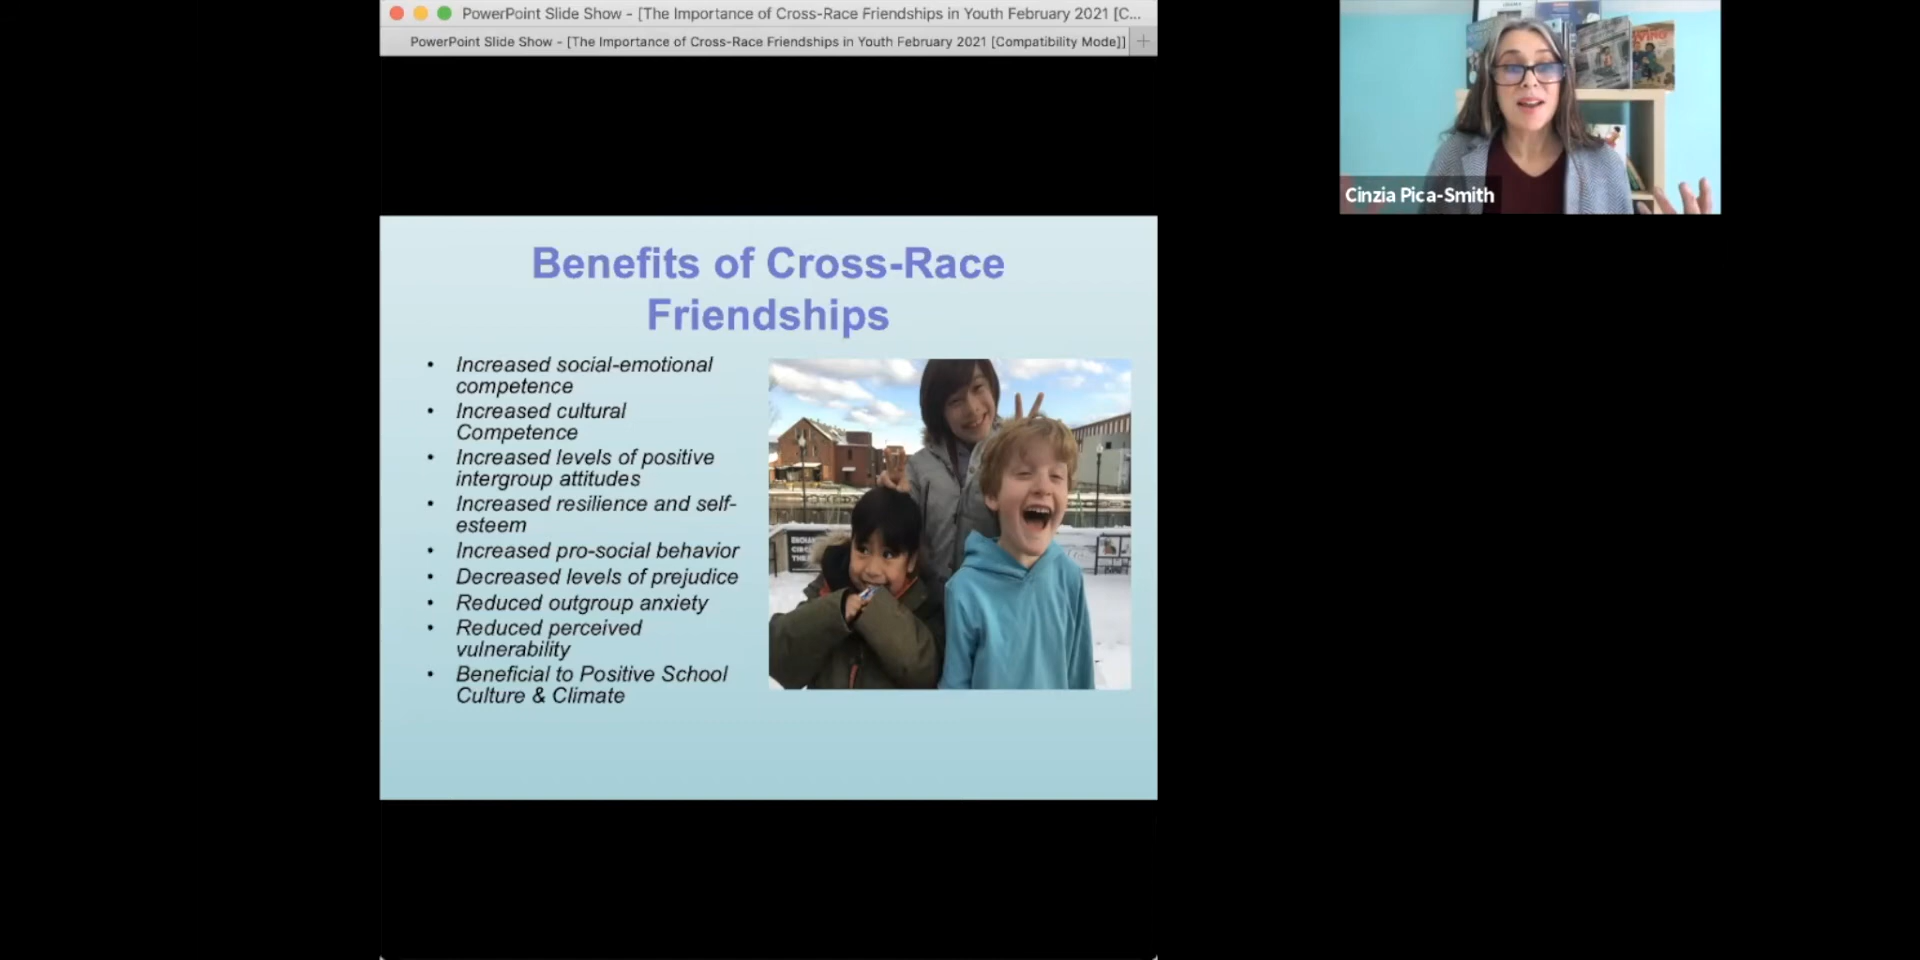 PowerPoint Slide Show - [The Importance of Cross-Race Friendships in Youth February 2021 [C...
PowerPoint Slide Show - [The Importance of Cross-Race Friendships in Youth February 2021 [Compatibility Mode]]
Cinzia Pica-Smith
Benefits of Cross-Race
Friendships
• Increased social-emotional
competence
• Increased cultural
Competence
• Increased levels of positive
intergroup attitudes
• Increased resilience and self-
esteem
• Increased pro-social behavior
• Decreased levels of prejudice
• Reduced outgroup anxiety
• Reduced perceived
vulnerability
• Beneficial to Positive School
Culture & Climate